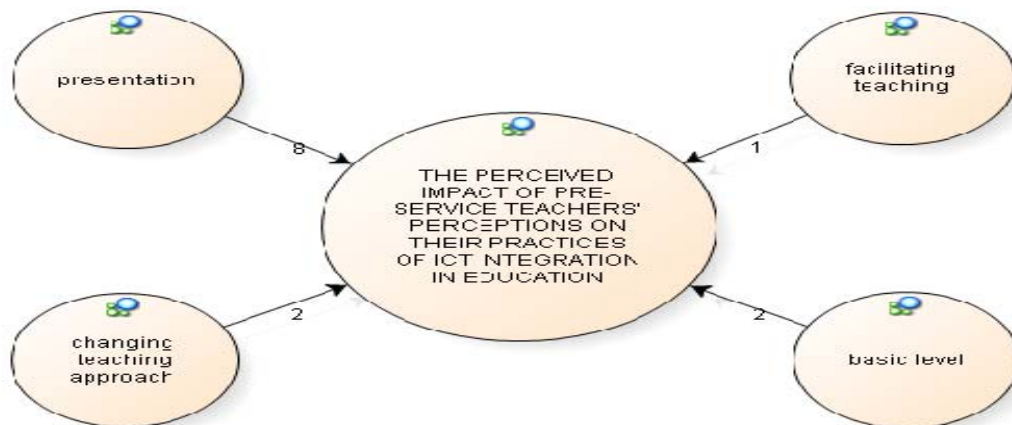 presentation
facilitating
teaching
8
1
THE PERCEIVED
IMPACT OF PRE-
SERVICE TEACHERS'
PERCEPTIONS ON
THEIR PRACTICES
OF ICT INTEGRATION
IN EDUCATION
2
2
changing
teaching
approach
basic level